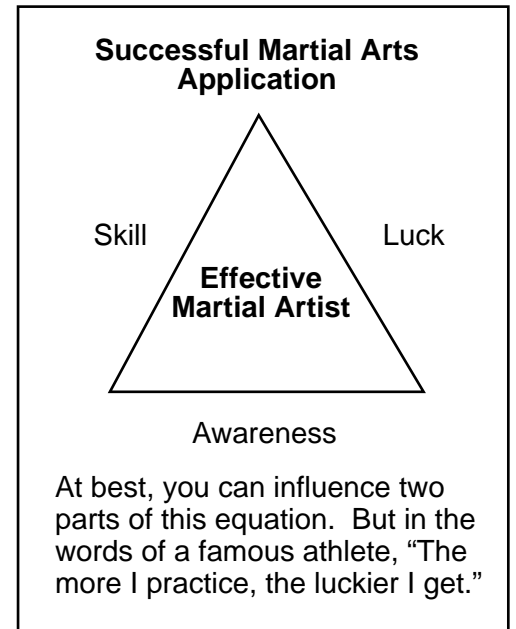 Successful Martial Arts
Application
Skill
Luck
Effective
Martial Artist
Awareness
At best, you can influence two
parts of this equation.  But in the
words of a famous athlete, “The
more I practice, the luckier I get.”